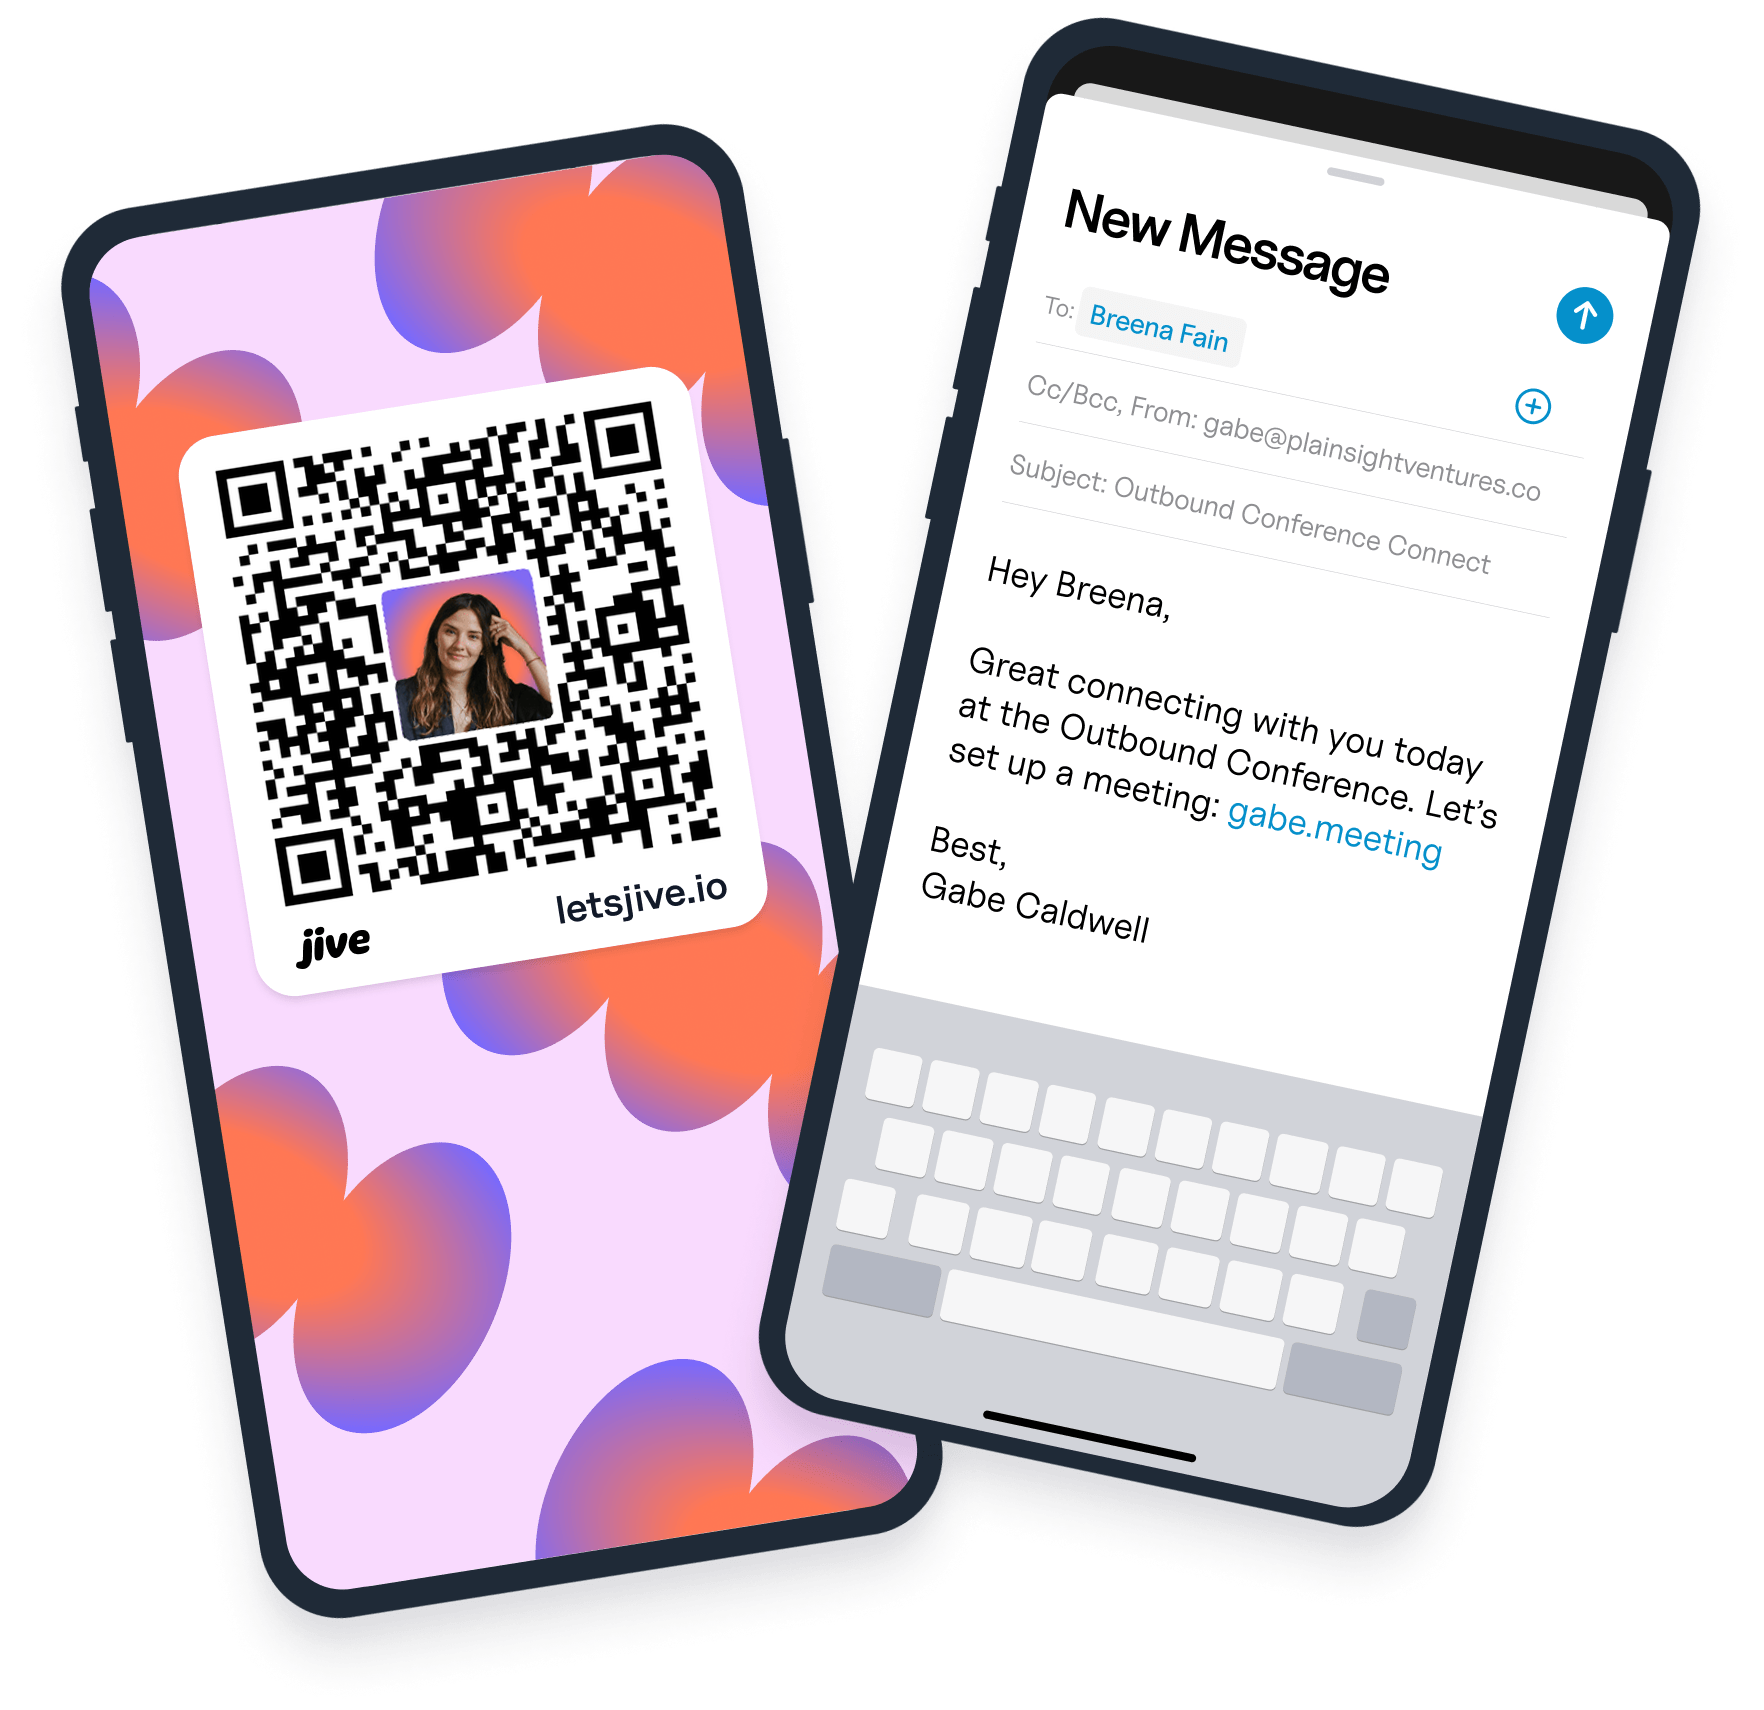 jive
letsjive.io
New Message
To: Breena Fain
Cc/Bcc, From: gabe@plainsightventures.co
Subject: Outbound Conference Connect
Hey Breena,
Great connecting with you today
at the Outbound Conference. Let’s
set up a meeting: gabe.meeting
Best,
Gabe Caldwell